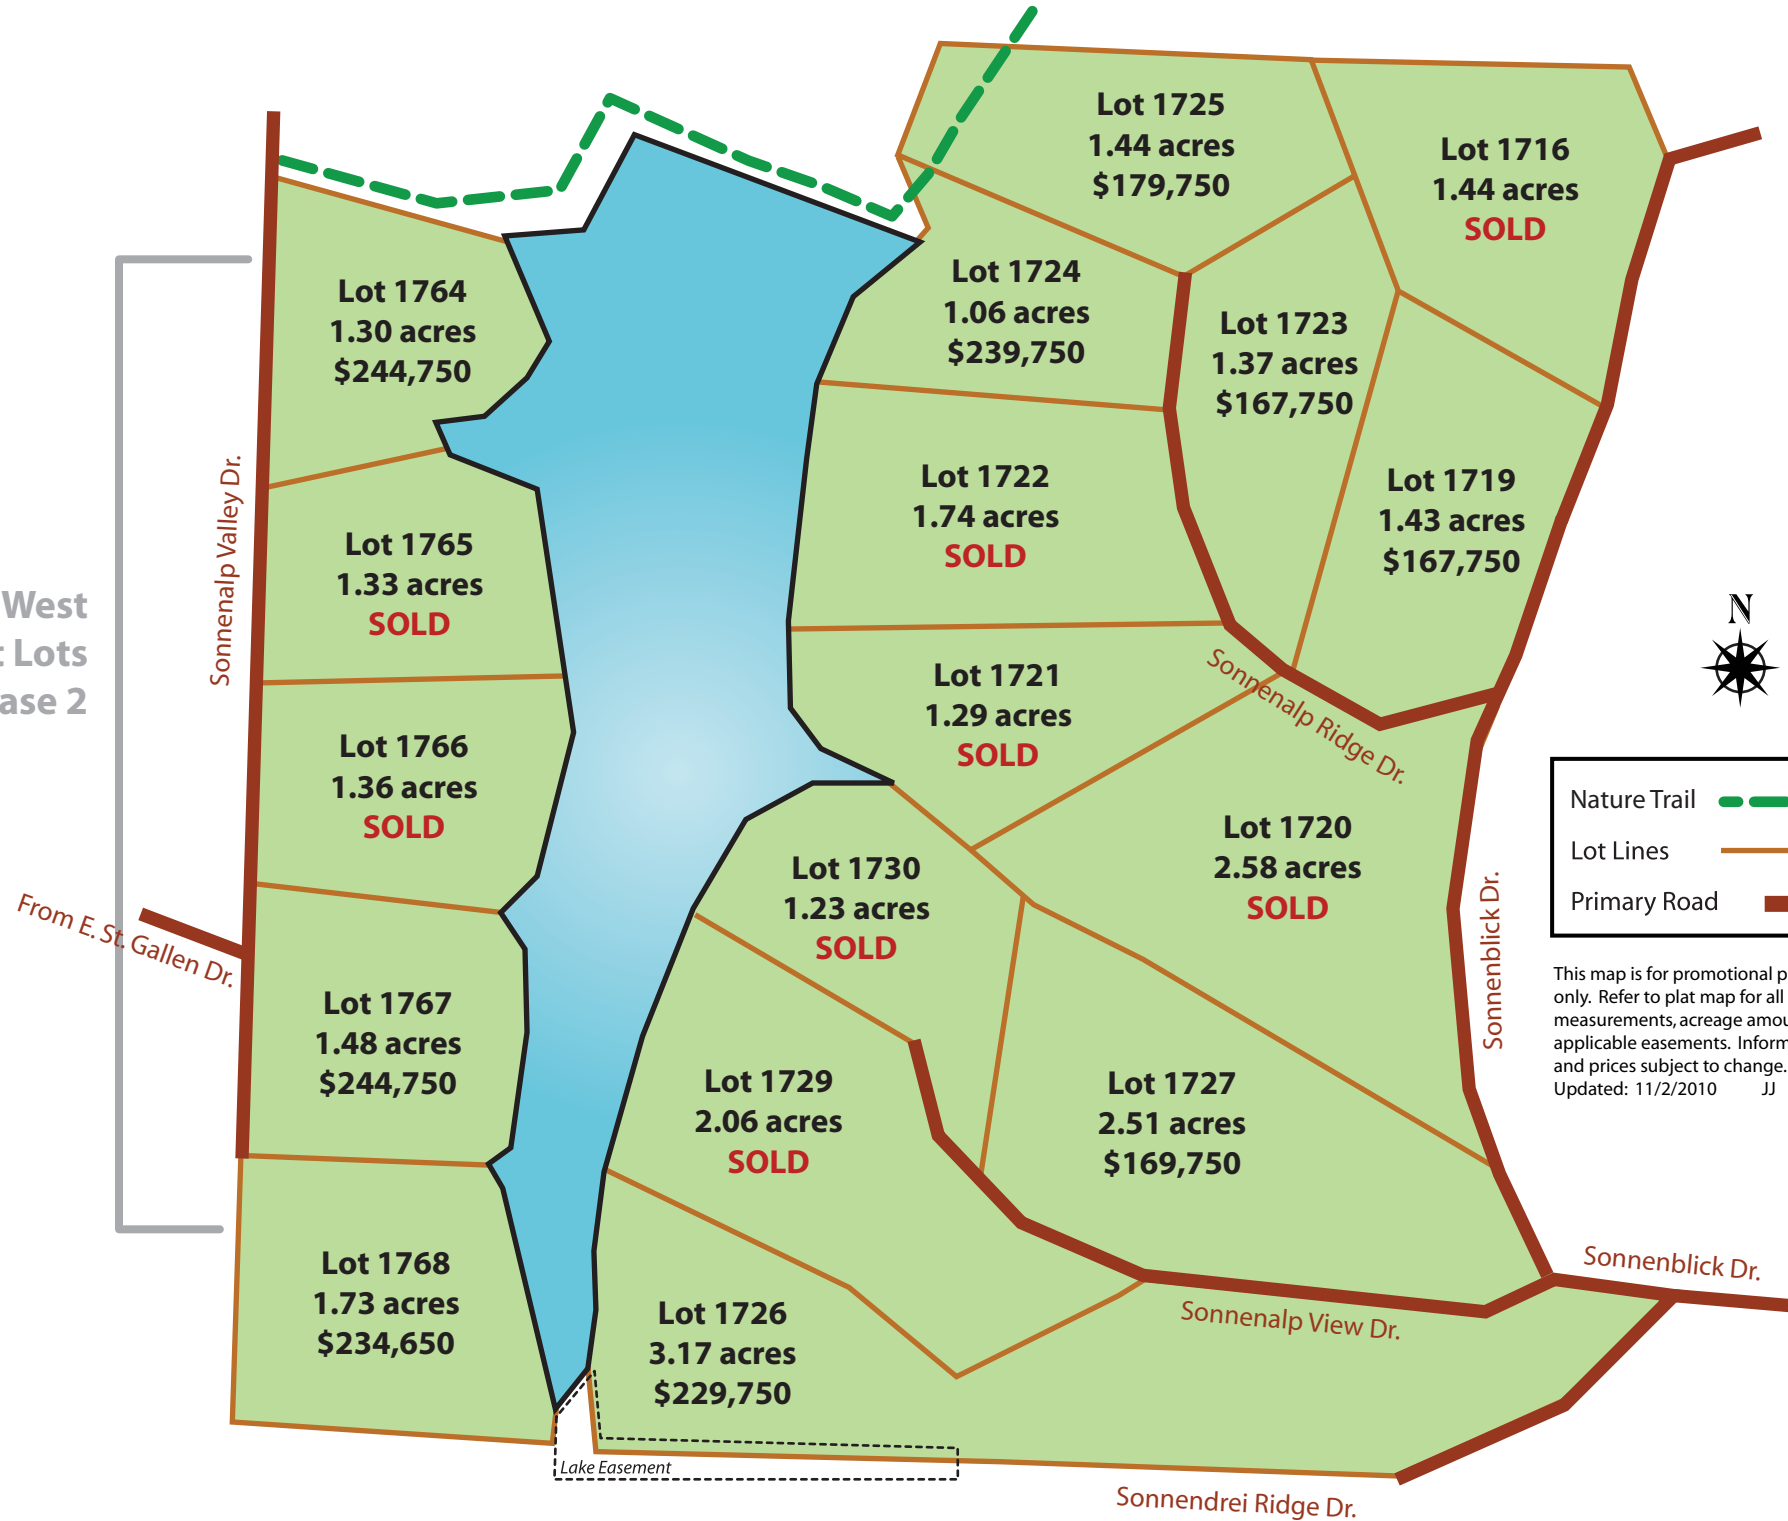 Lot 1725
1.44 acres
$179,750
Lot 1716
1.44 acres
SOLD
Lot 1764
1.30 acres
$244,750
Lot 1724
1.06 acres
$239,750
Lot 1723
1.37 acres
$167,750
Lot 1722
1.74 acres
SOLD
Lot 1719
1.43 acres
$167,750
Sonnenalp Valley Dr.
Lot 1765
1.33 acres
SOLD
West
Lots
ase 2
N
Lot 1721
1.29 acres
SOLD
Sonnenalp Ridge Dr.
Lot 1766
1.36 acres
SOLD
Nature Trail
Lot Lines
Primary Road
Lot 1720
2.58 acres
SOLD
Lot 1730
1.23 acres
SOLD
Sonnenblick Dr.
From E. St. Gallen Dr.
This map is for promotional p
only. Refer to plat map for all
measurements, acreage amou
applicable easements. Inform
and prices subject to change.
Updated: 11/2/2010 JJ
Lot 1767
1.48 acres
$244,750
Lot 1729
2.06 acres
SOLD
Lot 1727
2.51 acres
$169,750
Sonnenblick Dr.
Lot 1768
1.73 acres
$234,650
Lot 1726
3.17 acres
$229,750
Sonnenalp View Dr.
Lake Easement
Sonnendrei Ridge Dr.